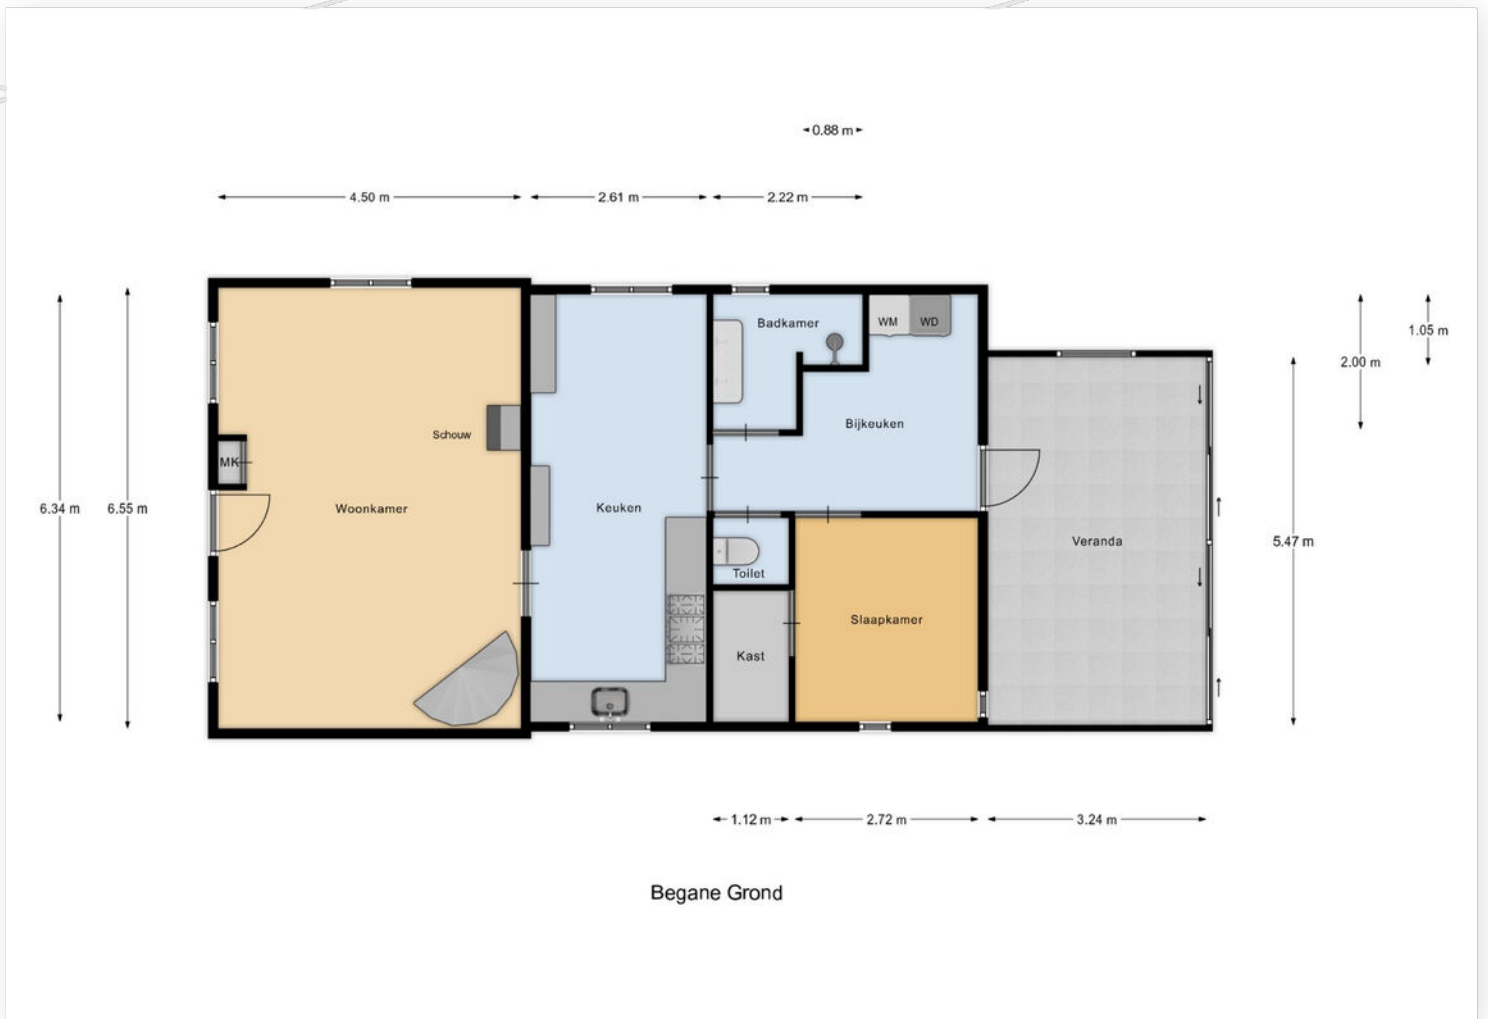 0.88 m
4.50 m
2.61 m
2.22 m
Badkamer
WM
WD
1.05 m
2.00 m
Bijkeuken
Schouw
MK
6.34 m
6.55 m
Woonkamer
Keuken
Veranda
5.47 m
Toilet
Slaapkamer
Kast
1.12 m
2.72 m
3.24 m
Begane Grond